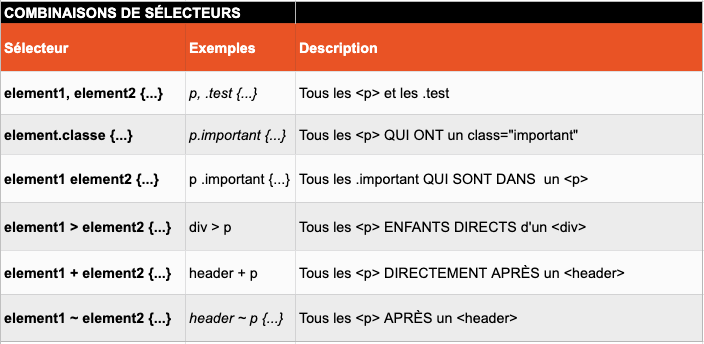 COMBINAISONS DE SÉLECTEURS
Sélecteur Exemples Description
element1, element2 {...} p, .test {...} Tous les <p> et les .test
element.classe {...} p.important {...} Tous les <p> QUI ONT un class="important"
element1 element2 {...} p .important {...} Tous les .important QUI SONT DANS  un <p>
element1 > element2 {...} div > p Tous les <p> ENFANTS DIRECTS d'un <div>
element1 + element2 {...} header + p Tous les <p> DIRECTEMENT APRÈS un <header>
element1 ~ element2 {...} header ~ p {...} Tous les <p> APRÈS un <header>